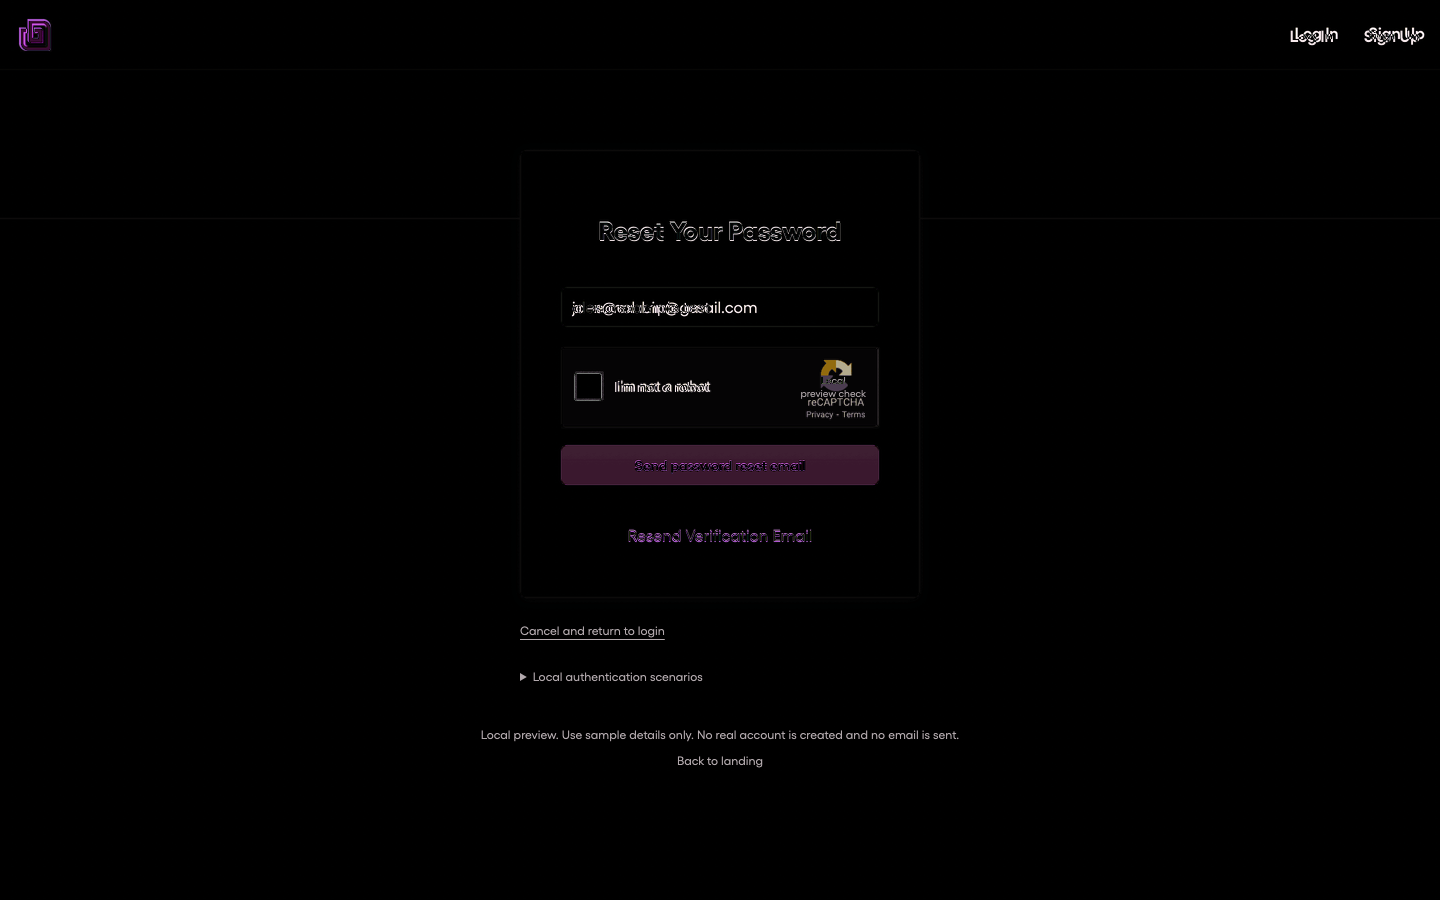 Log In Sign Up
Reset Your Password
I'm not a robot
preview check
reCAPTCHA
Privacy - Terms
Send password reset email
Resend Verification Email
Cancel and return to login
Local authentication scenarios
Local preview. Use sample details only. No real account is created and no email is sent.
Back to landing